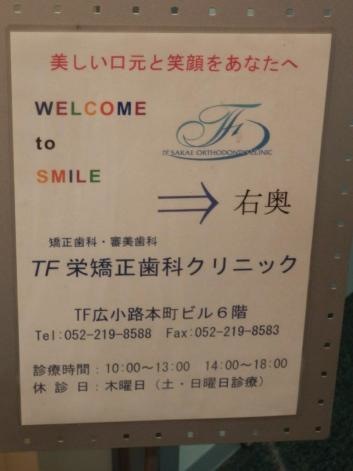 美しい口元と笑顔をあなたへ
WELCOME
to
SMILE
TF SAKAE ORTHODONTIC CLINIC
⇒ 右奥
矯正歯科・審美歯科
TF 栄矯正歯科クリニック
TF広小路本町ビル6階
Tel:052-219-8588 Fax:052-219-8583
診療時間:10:00～13:00 14:00～18:00
休診日:木曜日(土・日曜日診療)